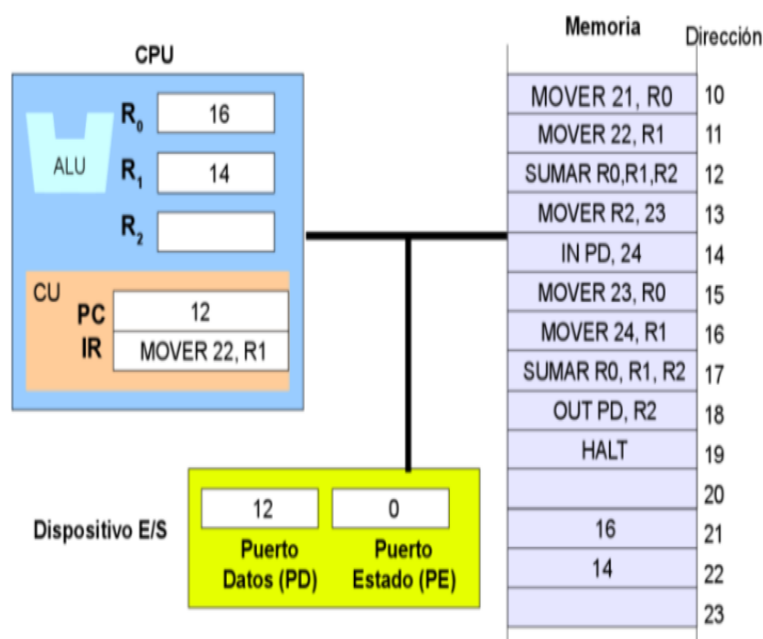 CPU
R0 16
ALU
R1 14
R2
CU
PC 12
IR MOVER 22, R1
Dispositivo E/S
12 0
Puerto Puerto
Datos (PD) Estado (PE)
Memoria Dirección
MOVER 21, R0 10
MOVER 22, R1 11
SUMAR R0,R1,R2 12
MOVER R2, 23 13
IN PD, 24 14
MOVER 23, R0 15
MOVER 24, R1 16
SUMAR R0, R1, R2 17
OUT PD, R2 18
HALT 19
20
16 21
14 22
23